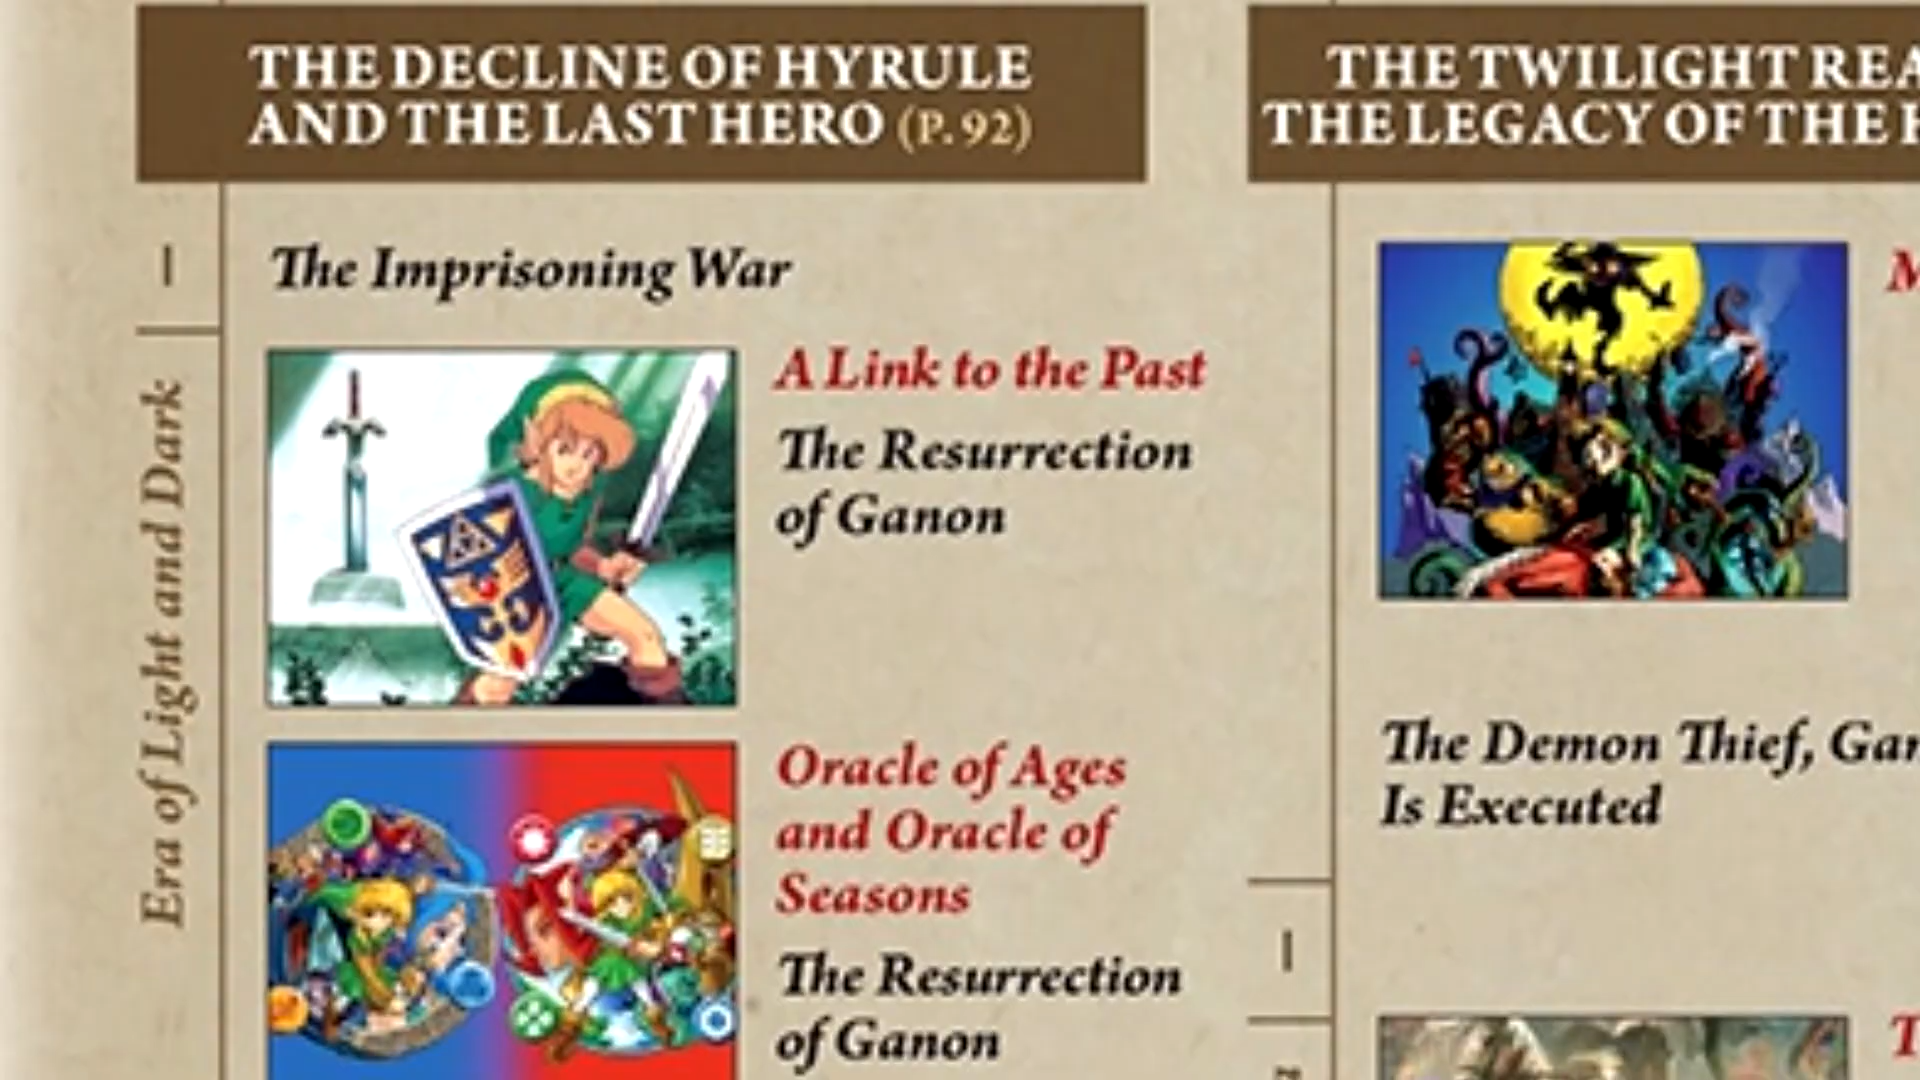 THE DECLINE OF HYRULE
AND THE LAST HERO (P. 92)
The Imprisoning War
A Link to the Past
The Resurrection
of Ganon
Oracle of Ages
and Oracle of
Seasons
The Resurrection
of Ganon
Era of Light and Dark
THE TWILIGHT REA
THE LEGACY OF THE H
M
The Demon Thief, Gan
Is Executed
T